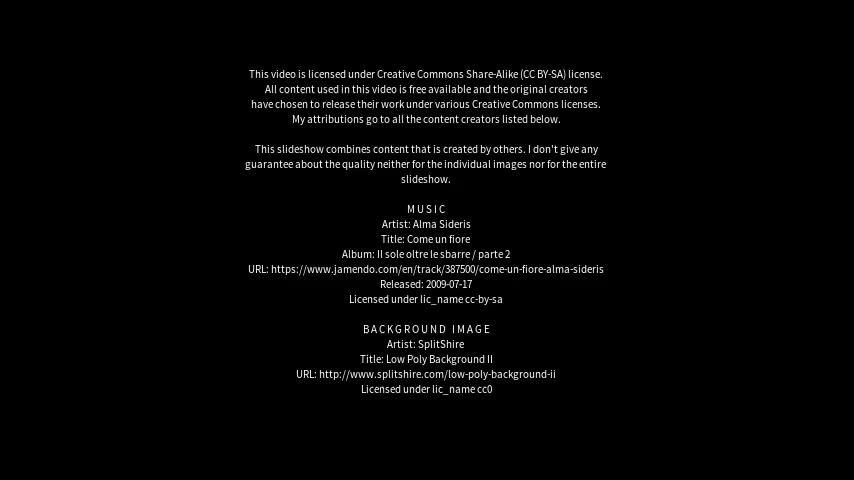 This video is licensed under Creative Commons Share-Alike (CC BY-SA) license.
All content used in this video is free available and the original creators
have chosen to release their work under various Creative Commons licenses.
My attributions go to all the content creators listed below.
This slideshow combines content that is created by others. I don't give any
guarantee about the quality neither for the individual images nor for the entire
slideshow.
MUSIC
Artist: Alma Sideris
Title: Come un fiore
Album: Il sole oltre le sbarre / parte 2
URL: https://www.jamendo.com/en/track/387500/come-un-fiore-alma-sideris
Released: 2009-07-17
Licensed under lic_name cc-by-sa
BACKGROUND IMAGE
Artist: SplitShire
Title: Low Poly Background II
URL: http://www.splitshire.com/low-poly-background-ii
Licensed under lic_name cc0